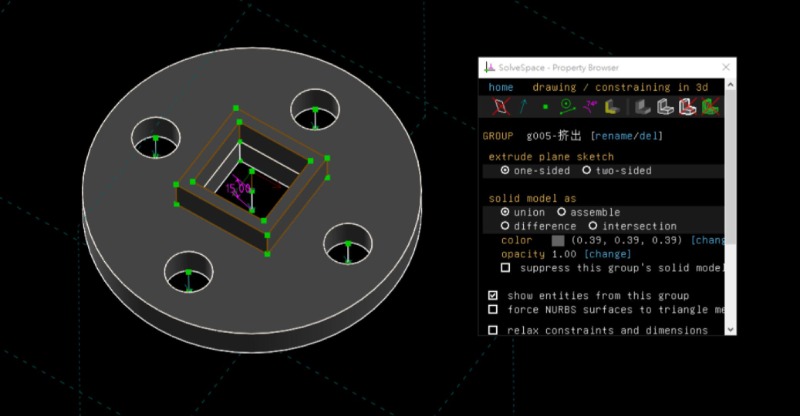 SolveSpace - Property Browser
home drawing / constraining in 3d
GROUP g005-挤出 [rename/del]
extrude plane sketch
one-sided two-sided
solid model as
union assemble
difference intersection
color (0.39, 0.39, 0.39) [chang
opacity 1.00 [change]
suppress this group's solid model
show entities from this group
force NURBS surfaces to triangle me
relax constraints and dimensions
15.00